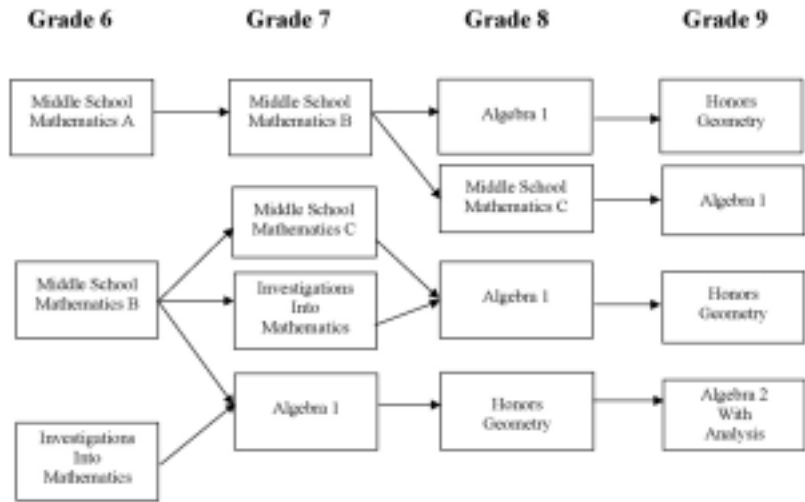 Grade 6
Grade 7
Grade 8
Grade 9
Middle School
Mathematics A
Middle School
Mathematics B
Algebra 1
Honors
Geometry
Middle School
Mathematics C
Algebra 1
Middle School
Mathematics C
Middle School
Mathematics B
Investigations
Into
Mathematics
Algebra 1
Honors
Geometry
Algebra 1
Honors
Geometry
Algebra 2
With
Analysis
Investigations
Into
Mathematics